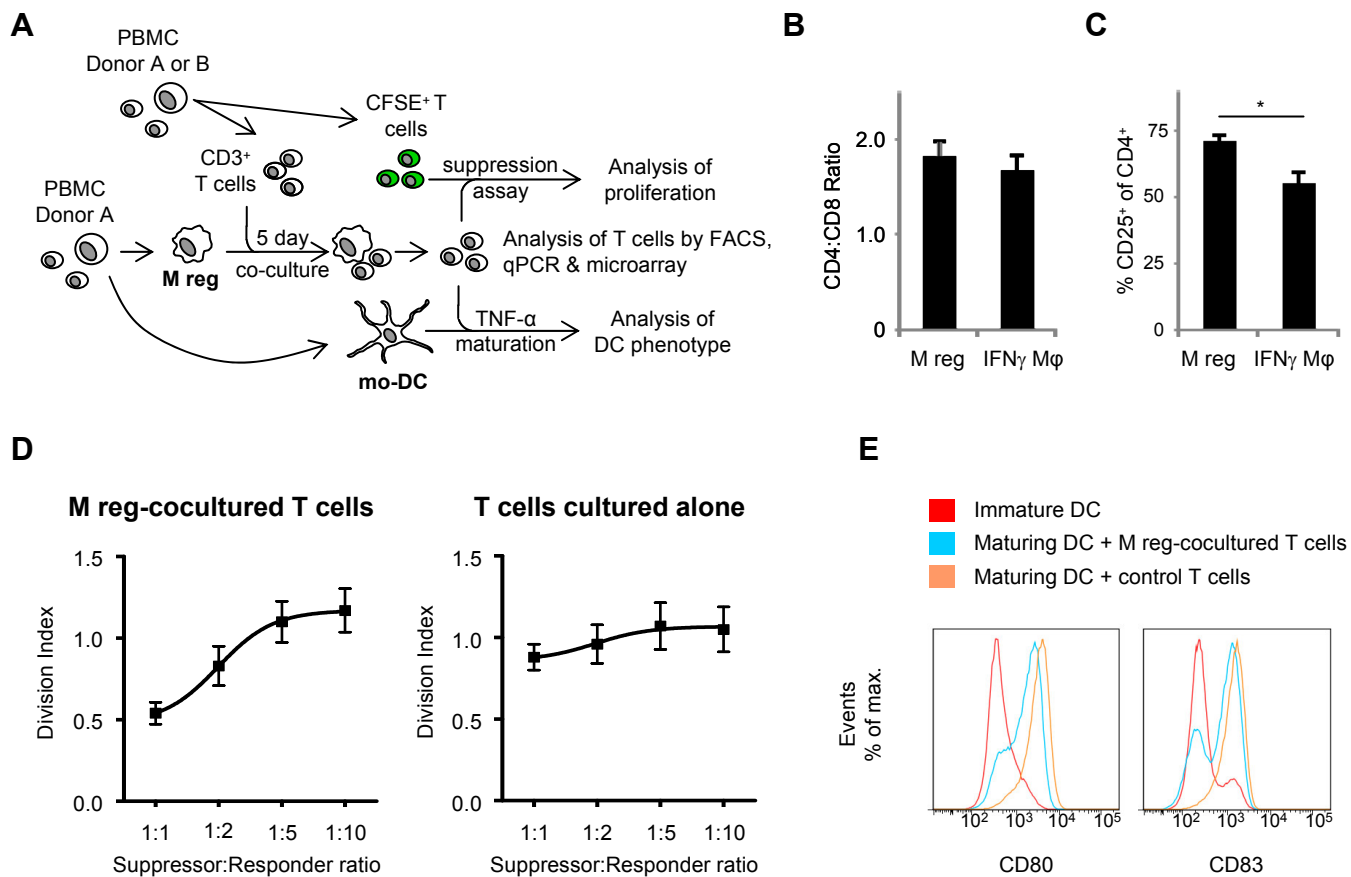 A
PBMC
Donor A or B
CFSE⁺ T
cells
CD3⁺
T cells
suppression
assay
Analysis of
proliferation
PBMC
Donor A
M reg
5 day
co-culture
Analysis of T cells by FACS,
qPCR & microarray
mo-DC
TNF-α
maturation
Analysis of
DC phenotype
B
CD4:CD8 Ratio
2.0
1.0
0
M reg
IFNγ Mφ
C
% CD25⁺ of CD4⁺
75
50
25
0
*
M reg
IFNγ Mφ
D
M reg-cocultured T cells
Division Index
1.5
1.0
0.5
0.0
1:1
1:2
1:5
1:10
Suppressor:Responder ratio
T cells cultured alone
Division Index
1.5
1.0
0.5
0.0
1:1
1:2
1:5
1:10
Suppressor:Responder ratio
E
Immature DC
Maturing DC + M reg-cocultured T cells
Maturing DC + control T cells
Events
% of max.
10² 10³ 10⁴ 10⁵
CD80
10² 10³ 10⁴ 10⁵
CD83